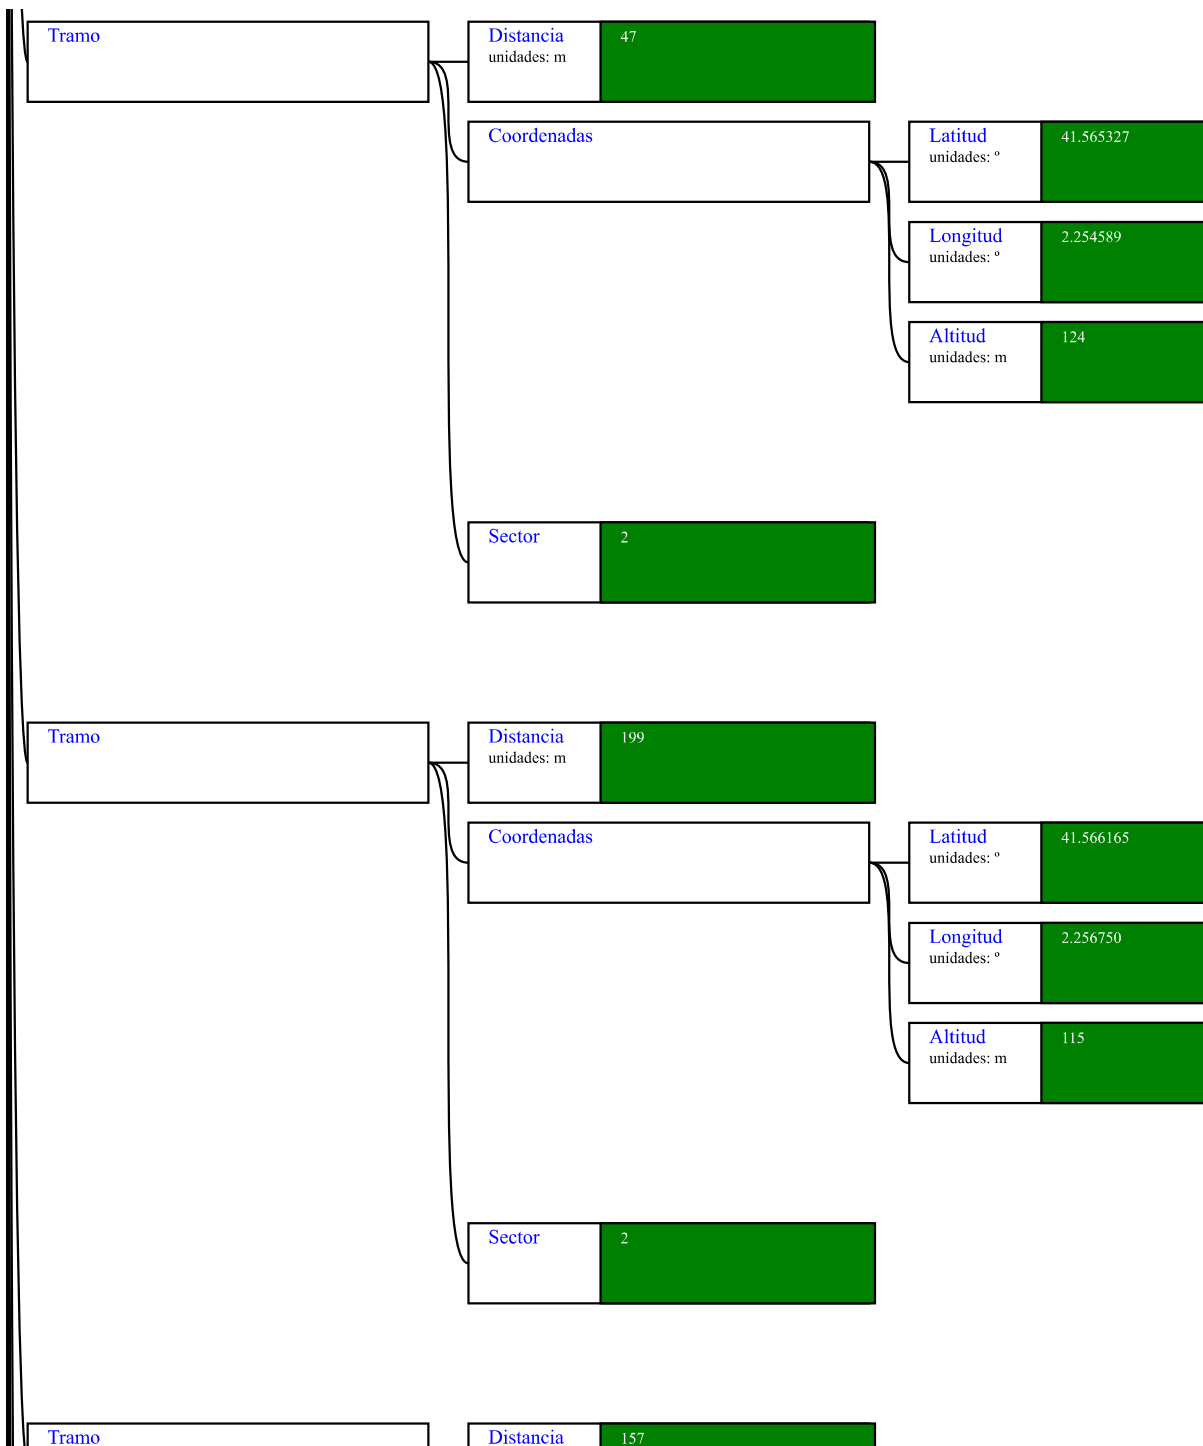 Tramo
Distancia
unidades: m
47
Coordenadas
Latitud
unidades: º
41.565327
Longitud
unidades: º
2.254589
Altitud
unidades: m
124
Sector
2
Tramo
Distancia
unidades: m
199
Coordenadas
Latitud
unidades: º
41.566165
Longitud
unidades: º
2.256750
Altitud
unidades: m
115
Sector
2
Tramo
Distancia
157